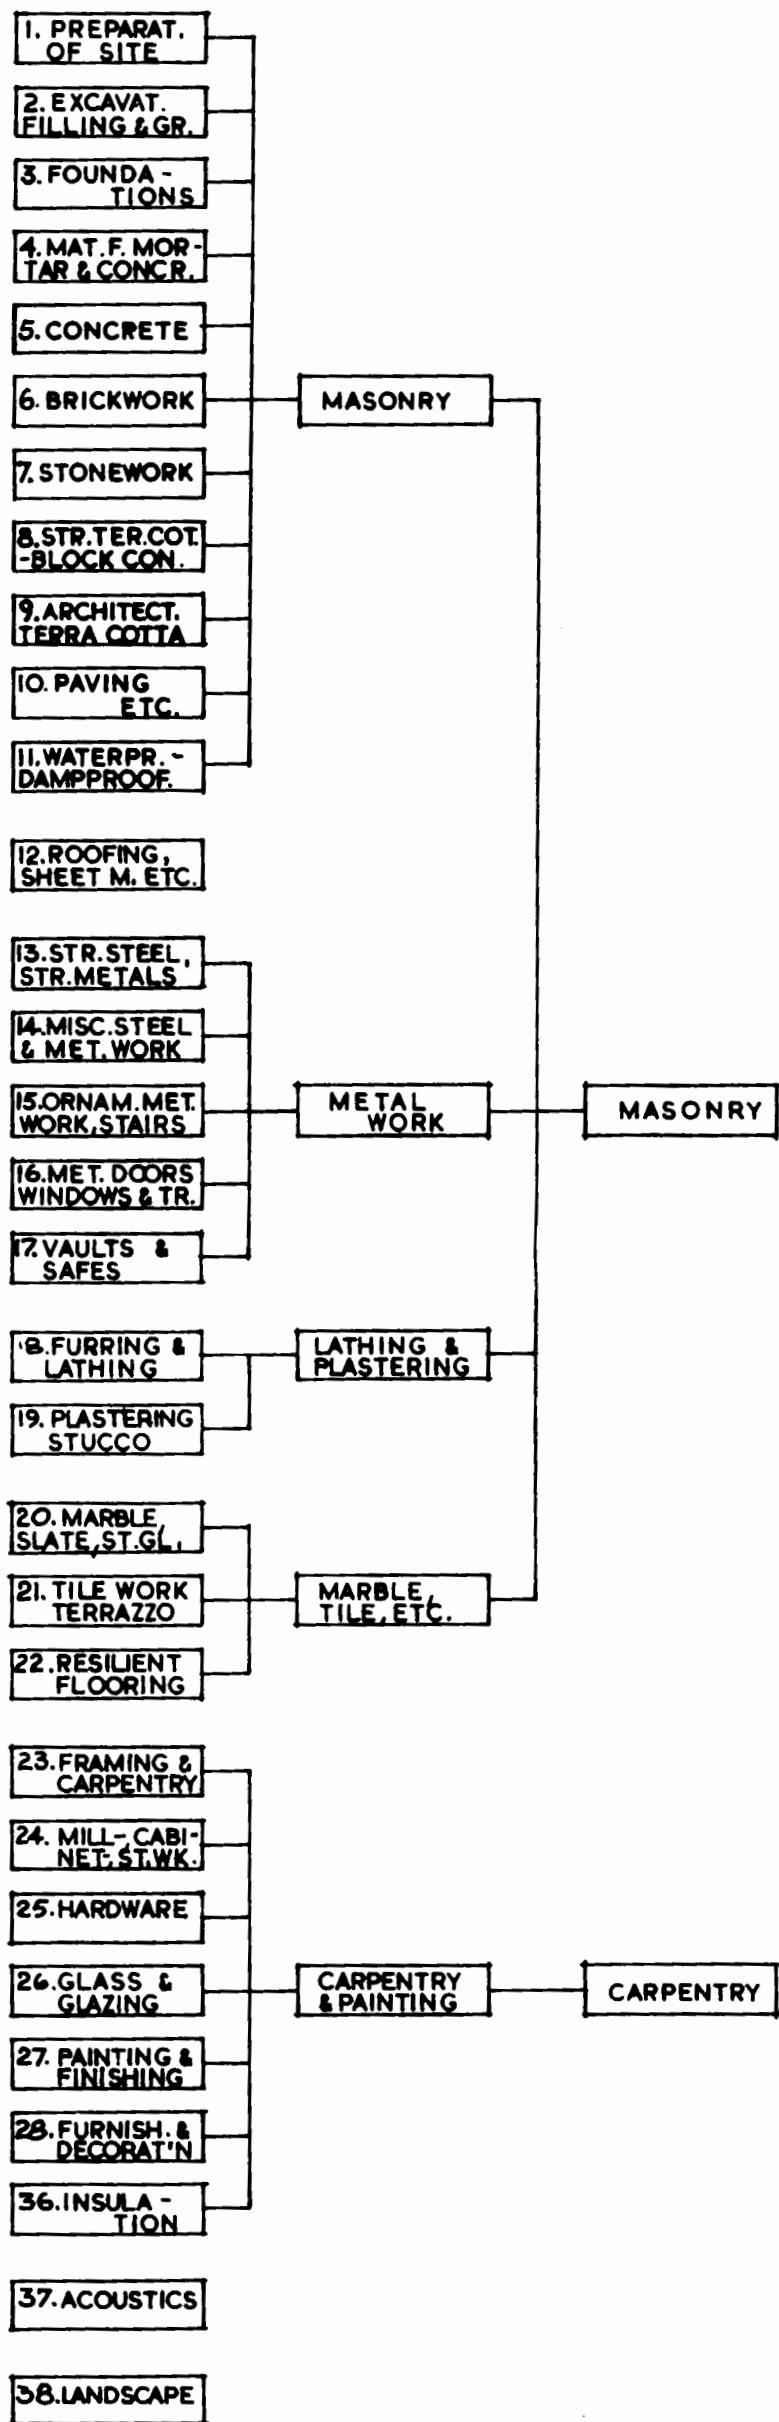 1. PREPARAT.
OF SITE
2. EXCAVAT.
FILLING & GR.
3. FOUNDA-
TIONS
4. MAT. F. MOR-
TAR & CONCR.
5. CONCRETE
6. BRICKWORK
MASONRY
7. STONEWORK
8. STR. TER. COT.
-BLOCK CON.
9. ARCHITECT.
TERRA COTTA
10. PAVING
ETC.
11. WATERPR. -
DAMPPROOF.
12. ROOFING,
SHEET M. ETC.
13. STR. STEEL,
STR. METALS
14. MISC. STEEL
& MET. WORK
15. ORNAM. MET.
WORK, STAIRS
METAL
WORK
MASONRY
16. MET. DOORS
WINDOWS & TR.
17. VAULTS &
SAFES
18. FURRING &
LATHING
LATHING &
PLASTERING
19. PLASTERING
STUCCO
20. MARBLE,
SLATE, ST. GL.
21. TILE WORK
TERRAZZO
MARBLE,
TILE, ETC.
22. RESILIENT
FLOORING
23. FRAMING &
CARPENTRY
24. MILL-, CABI-
NET-, ST. WK.
25. HARDWARE
26. GLASS &
GLAZING
CARPENTRY
& PAINTING
CARPENTRY
27. PAINTING &
FINISHING
28. FURNISH. &
DECORAT'N
36. INSULA-
TION
37. ACOUSTICS
38. LANDSCAPE